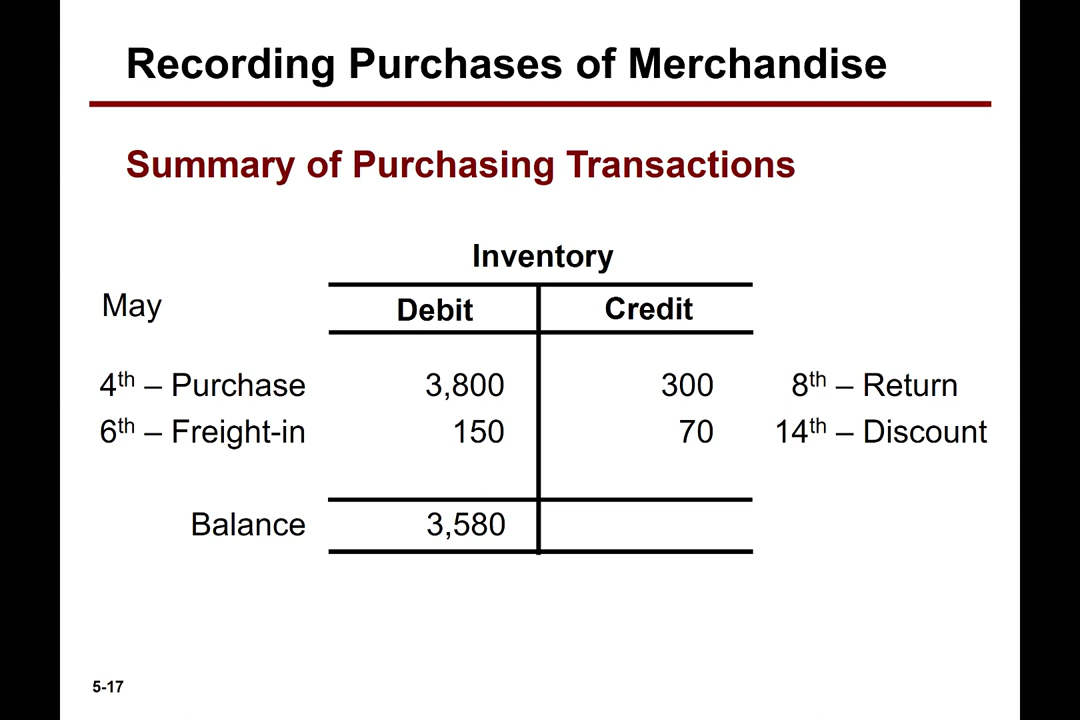 Recording Purchases of Merchandise
Summary of Purchasing Transactions
Inventory
May Debit Credit
4th – Purchase 3,800 300 8th – Return
6th – Freight-in 150 70 14th – Discount
Balance 3,580
5-17